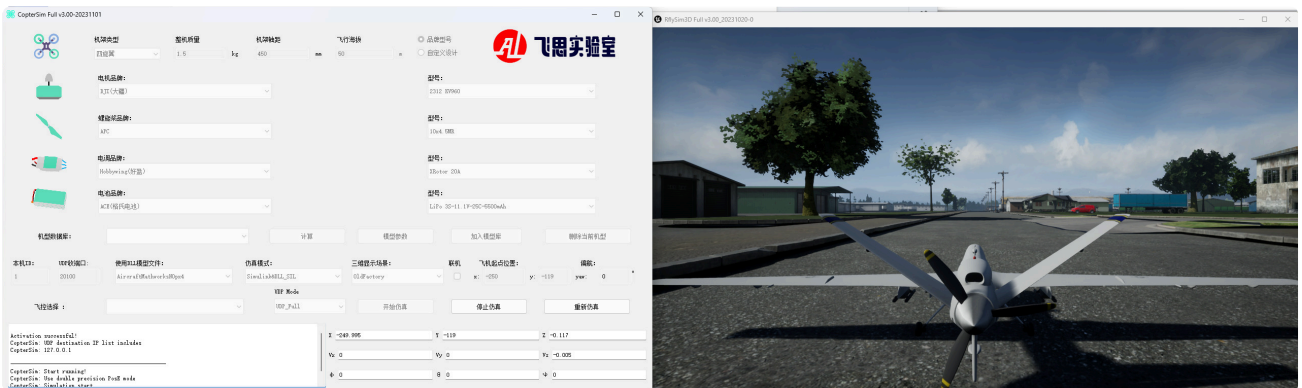 CopterSim Full v3.00-20231101
RflySim3D Full v3.00_20231020-0
机架类型 整机质量 机架轴距 飞行海拔 品牌型号
四旋翼 1.5 kg 450 mm 50 m 自定义设计
飞思实验室
电机品牌: 型号:
DJI(大疆) 2312 KV960
螺旋桨品牌: 型号:
APC 10x4.5MR
电调品牌: 型号:
Hobbywing(好盈) XRotor 20A
电池品牌: 型号:
ACE(格氏电池) LiPo 3S-11.1V-25C-5500mAh
机型数据库: 计算 模型参数 加入模型库 删除当前机型
本机ID: UDP收端口: 使用DLL模型文件: 仿真模式: 三维显示场景: 联机 飞机起点位置: 偏航:
1 20100 Simulink&DLL_SIL OldFactory x: -250 y: -119 yaw: 0 °
UDP Mode
飞控选择: UDP_Full 开始仿真 停止仿真 重新仿真
Activation successful!
CopterSim: UDP destination IP list includes
CopterSim: 127.0.0.1
CopterSim: Start running!
CopterSim: Use double precision PosE mode
CopterSim: Simulation start
X -249.995 Y -119 Z -0.117
Vx 0 Vy 0 Vz -0.005
Φ 0 θ 0 Ψ 0